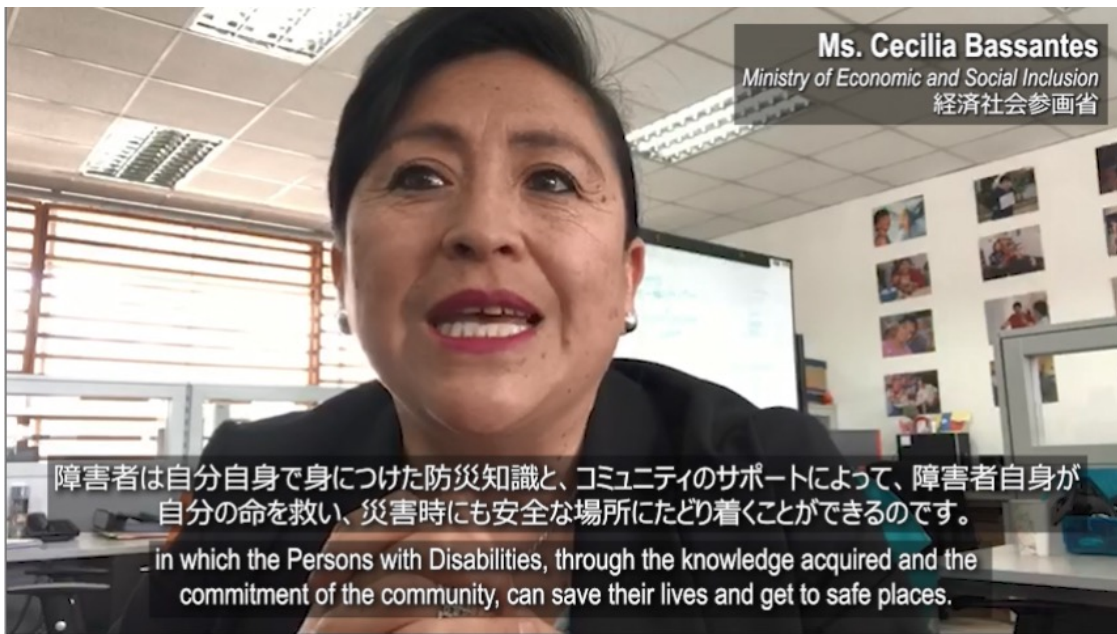 Ms. Cecilia Bassantes
Ministry of Economic and Social Inclusion
経済社会参画省
障害者は自分自身で身につけた防災知識と、コミュニティのサポートによって、障害者自身が
自分の命を救い、災害時にも安全な場所にたどり着くことができるのです。
in which the Persons with Disabilities, through the knowledge acquired and the
commitment of the community, can save their lives and get to safe places.